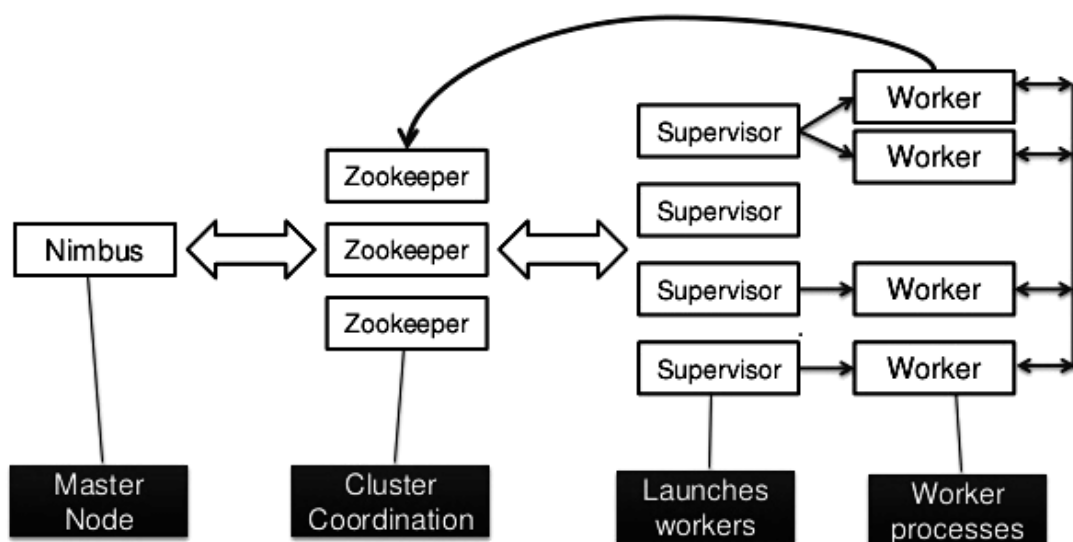 Nimbus
Zookeeper
Zookeeper
Zookeeper
Supervisor
Supervisor
Supervisor
Supervisor
Worker
Worker
Worker
Worker
Master
Node
Cluster
Coordination
Launches
workers
Worker
processes